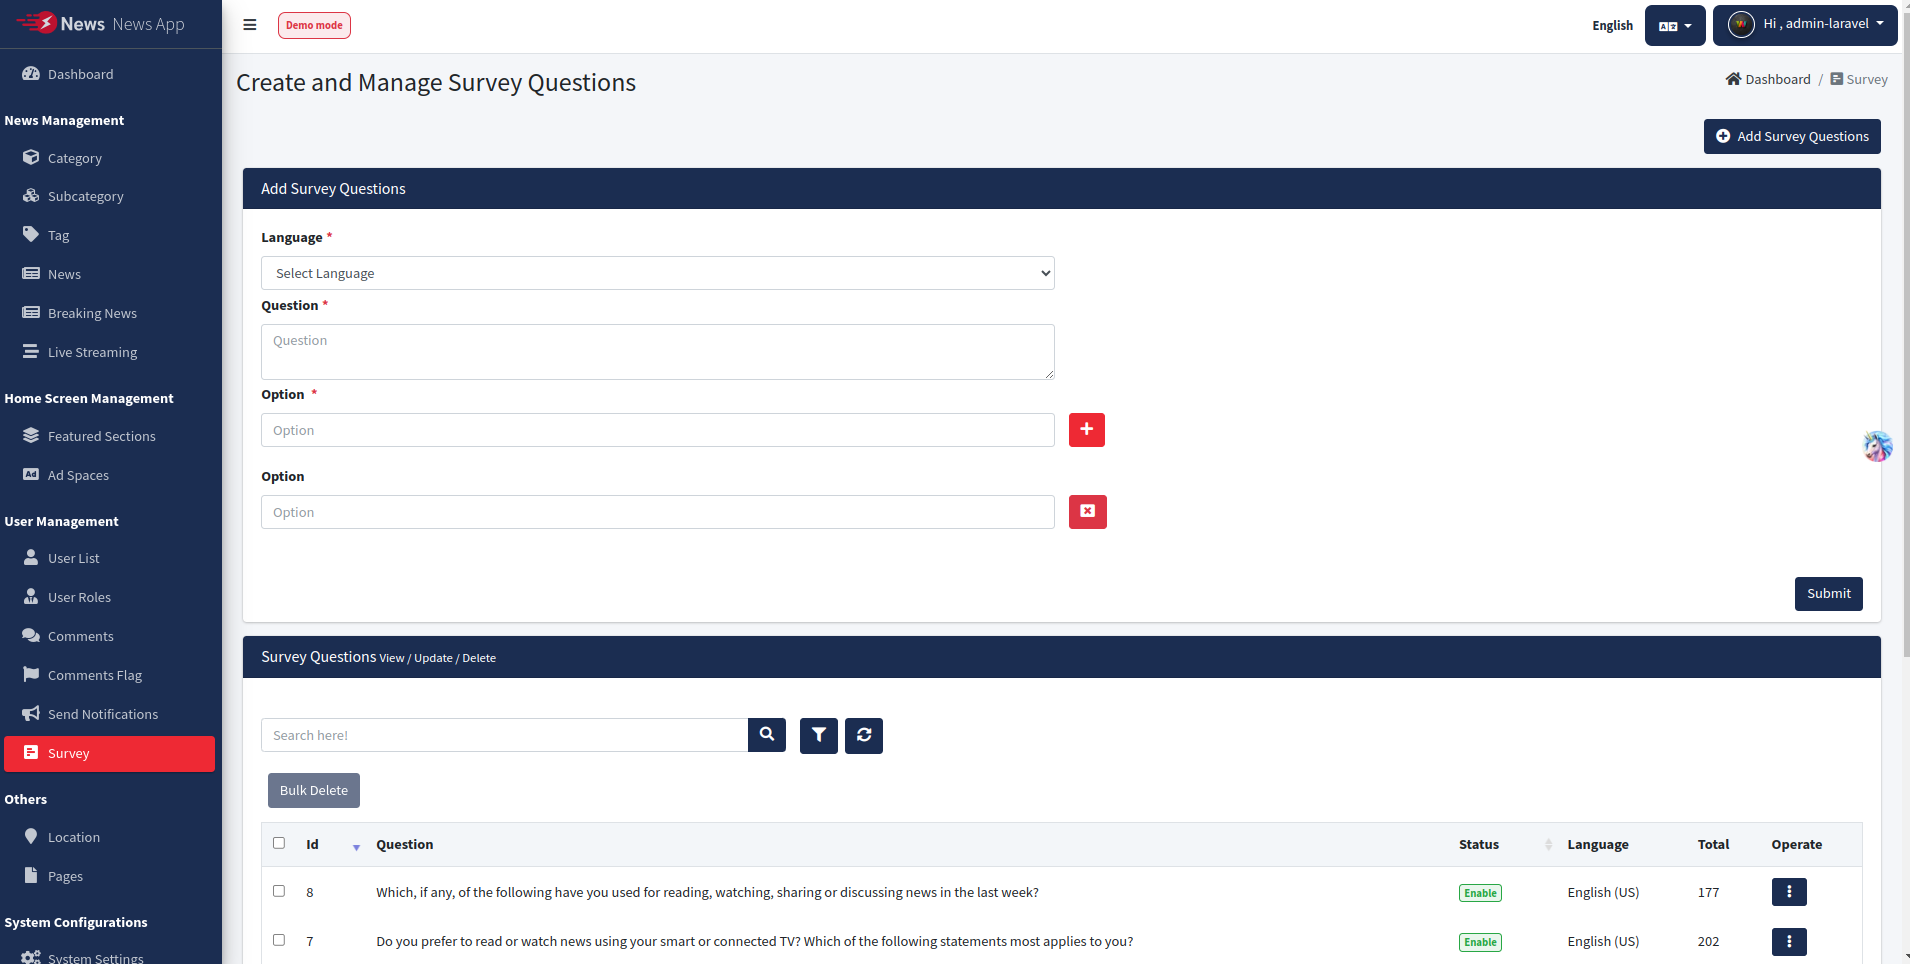 News News App
Demo mode
English
Hi , admin-laravel
Dashboard
News Management
Category
Subcategory
Tag
News
Breaking News
Live Streaming
Home Screen Management
Featured Sections
Ad Ad Spaces
User Management
User List
User Roles
Comments
Comments Flag
Send Notifications
Survey
Others
Location
Pages
System Configurations
System Settings
Create and Manage Survey Questions
Dashboard / Survey
Add Survey Questions
Add Survey Questions
Language *
Select Language
Question *
Question
Option *
Option
Option
Option
Submit
Survey Questions View / Update / Delete
Search here!
Bulk Delete
Id Question Status Language Total Operate
8 Which, if any, of the following have you used for reading, watching, sharing or discussing news in the last week? Enable English (US) 177
7 Do you prefer to read or watch news using your smart or connected TV? Which of the following statements most applies to you? Enable English (US) 202